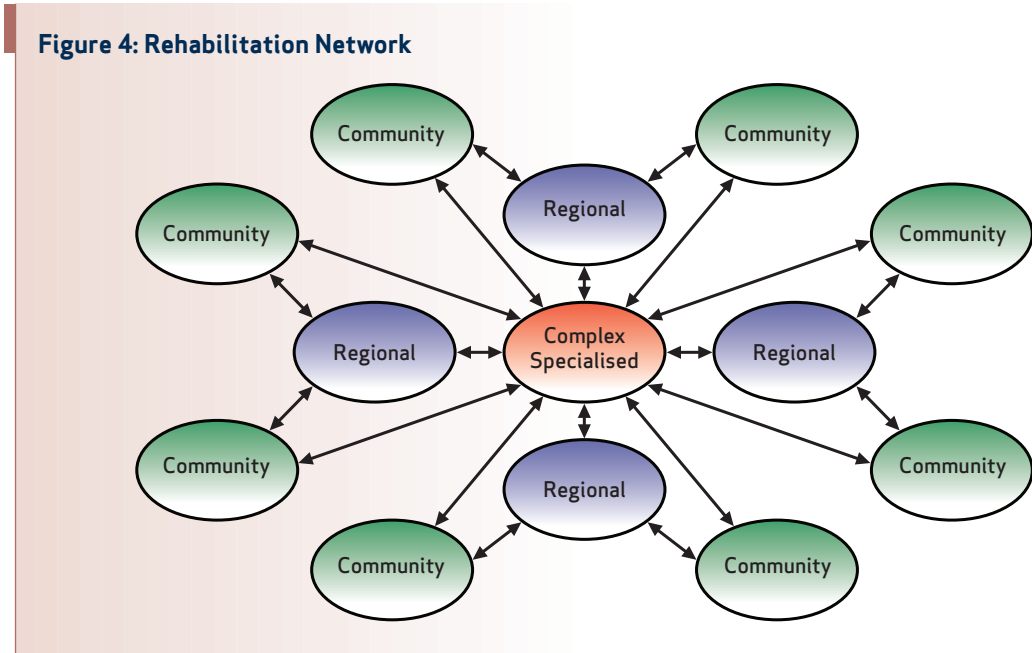 Figure 4: Rehabilitation Network
Community
Community
Regional
Community
Community
Complex
Specialised
Regional
Regional
Community
Community
Regional
Community
Community